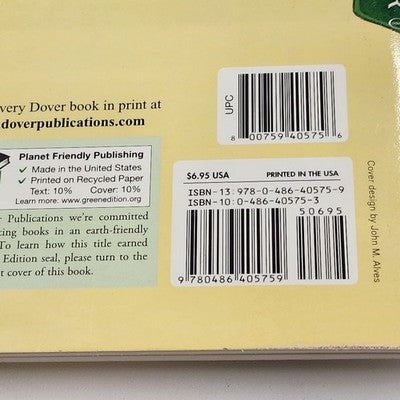 very Dover book in print at
doverpublications.com
UPC
8 00759 40575 6
Planet Friendly Publishing
✓ Made in the United States
✓ Printed on Recycled Paper
Text: 10% Cover: 10%
Learn more: www.greenedition.org
Publications we're committed
ing books in an earth-friendly
To learn how this title earned
Edition seal, please turn to the
t cover of this book.
$6.95 USA PRINTED IN THE USA
ISBN-13: 978-0-486-40575-9
ISBN-10: 0-486-40575-3
50695
9780486405759
Cover design by John M. Alves